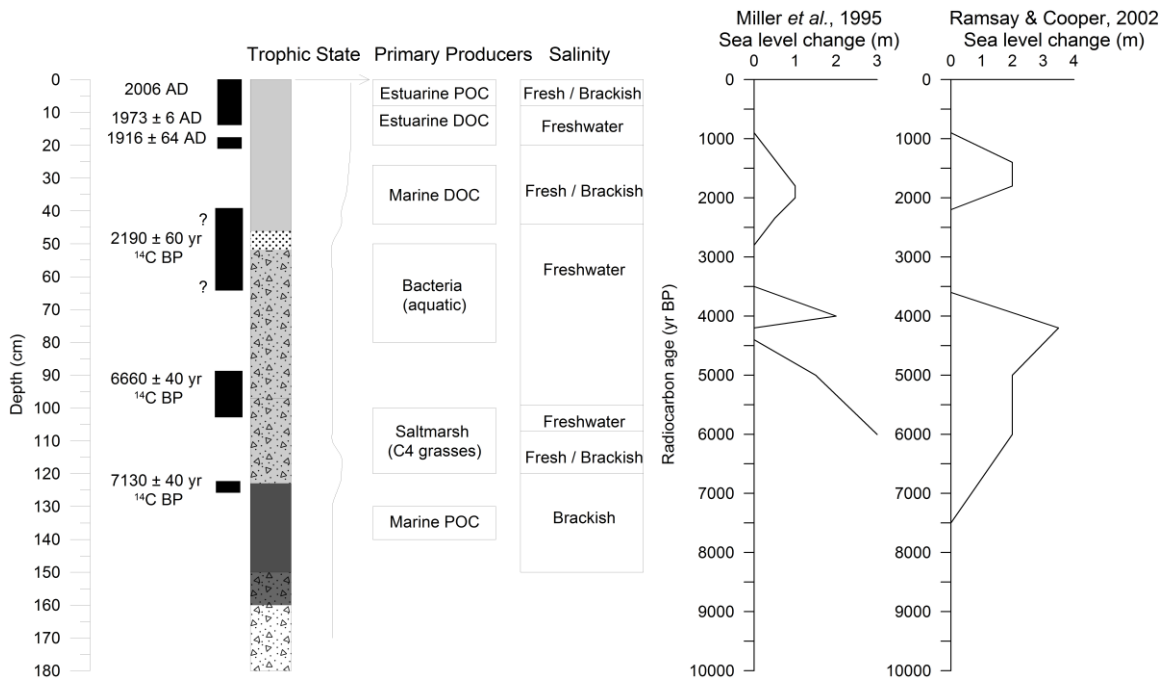 Miller et al., 1995
Sea level change (m)
Ramsay & Cooper, 2002
Sea level change (m)
Trophic State
Primary Producers
Salinity
0 1 2 3
0 1 2 3 4
Depth (cm)
0
10
20
30
40
50
60
70
80
90
100
110
120
130
140
150
160
170
180
2006 AD
1973 ± 6 AD
1916 ± 64 AD
?
2190 ± 60 yr
¹⁴C BP
?
6660 ± 40 yr
¹⁴C BP
7130 ± 40 yr
¹⁴C BP
Estuarine POC
Estuarine DOC
Marine DOC
Bacteria
(aquatic)
Saltmarsh
(C4 grasses)
Marine POC
Fresh / Brackish
Freshwater
Fresh / Brackish
Freshwater
Freshwater
Fresh / Brackish
Brackish
Radiocarbon age (yr BP)
0
1000
2000
3000
4000
5000
6000
7000
8000
9000
10000
0
1000
2000
3000
4000
5000
6000
7000
8000
9000
10000